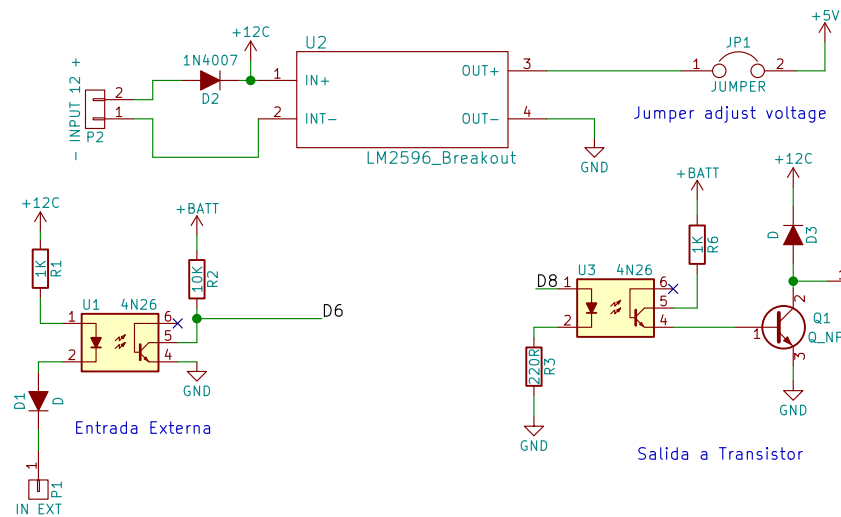 +12C
U2
+5V
1N4007
D2
- INPUT 12 +
2
1
P2
1
IN+
2
INT-
OUT+
3
OUT-
4
LM2596_Breakout
GND
JP1
1
2
JUMPER
Jumper adjust voltage
+12C
1K
R1
+BATT
10K
R2
U1
4N26
1
2
6
5
4
D6
GND
D1
D
Entrada Externa
1
P1
IN EXT
D8
U3
4N26
1
2
6
5
4
+BATT
1K
R6
220R
R3
GND
+12C
D
D3
2
1
3
Q1
GND
Salida a Transistor